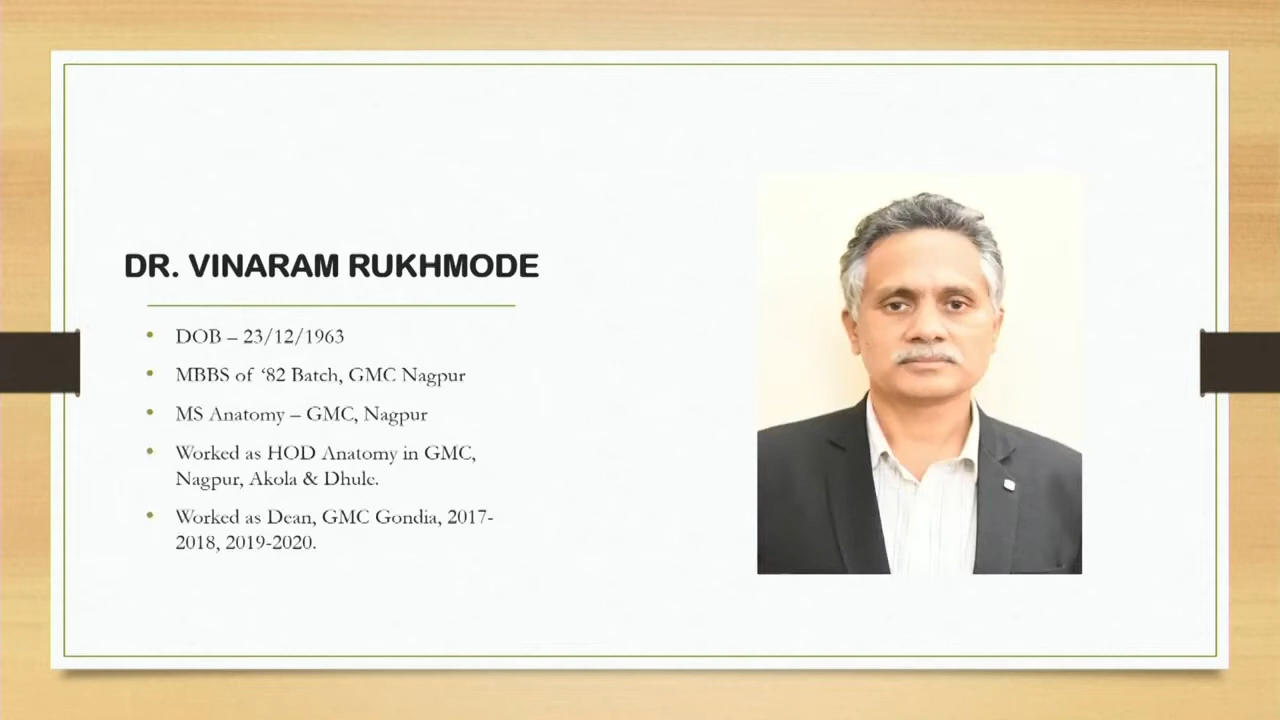 DR. VINARAM RUKHMODE
• DOB – 23/12/1963
• MBBS of ‘82 Batch, GMC Nagpur
• MS Anatomy – GMC, Nagpur
• Worked as HOD Anatomy in GMC,
Nagpur, Akola & Dhule.
• Worked as Dean, GMC Gondia, 2017-
2018, 2019-2020.